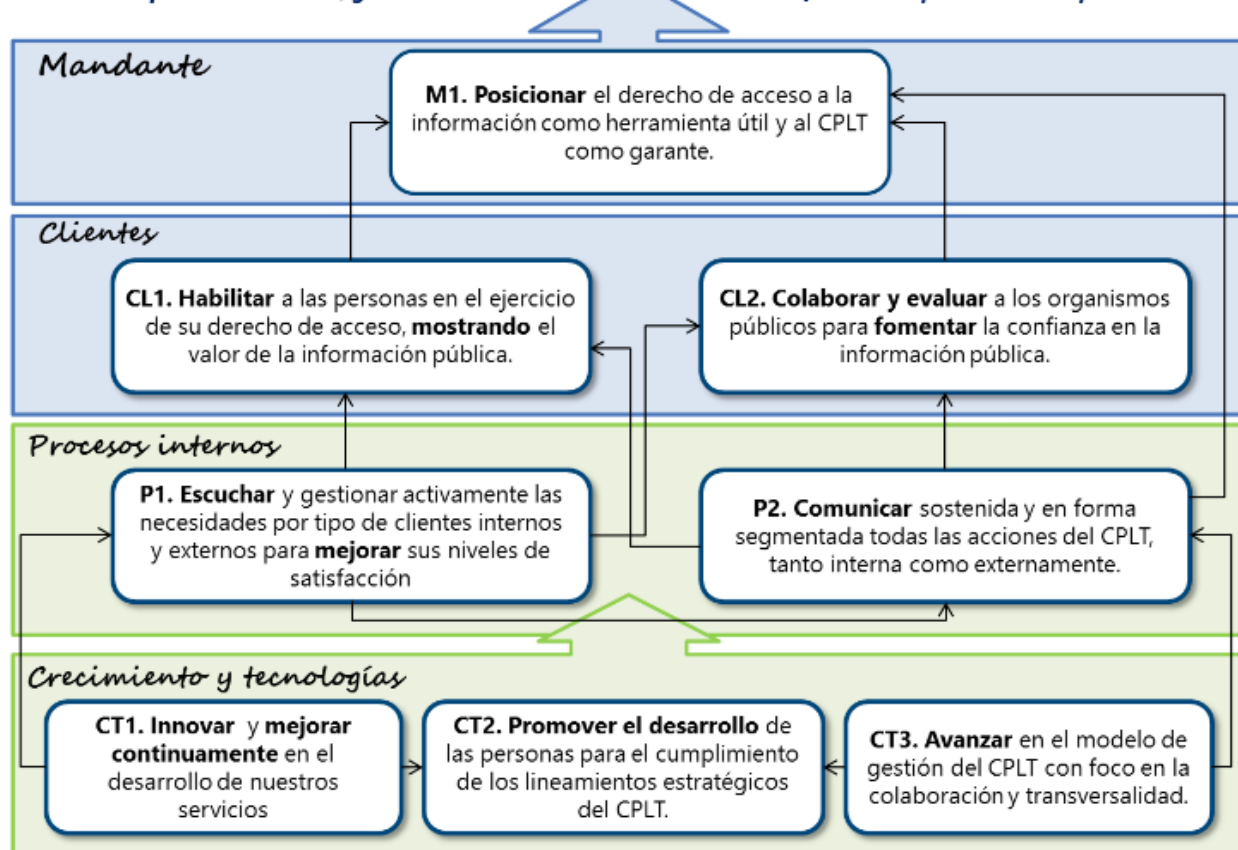 Mandante
M1. Posicionar el derecho de acceso a la
información como herramienta útil y al CPLT
como garante.
Clientes
CL1. Habilitar a las personas en el ejercicio
de su derecho de acceso, mostrando el
valor de la información pública.
CL2. Colaborar y evaluar a los organismos
públicos para fomentar la confianza en la
información pública.
Procesos internos
P1. Escuchar y gestionar activamente las
necesidades por tipo de clientes internos
y externos para mejorar sus niveles de
satisfacción
P2. Comunicar sostenida y en forma
segmentada todas las acciones del CPLT,
tanto interna como externamente.
Crecimiento y tecnologías
CT1. Innovar y mejorar
continuamente en el
desarrollo de nuestros
servicios
CT2. Promover el desarrollo de
las personas para el cumplimiento
de los lineamientos estratégicos
del CPLT.
CT3. Avanzar en el modelo de
gestión del CPLT con foco en la
colaboración y transversalidad.